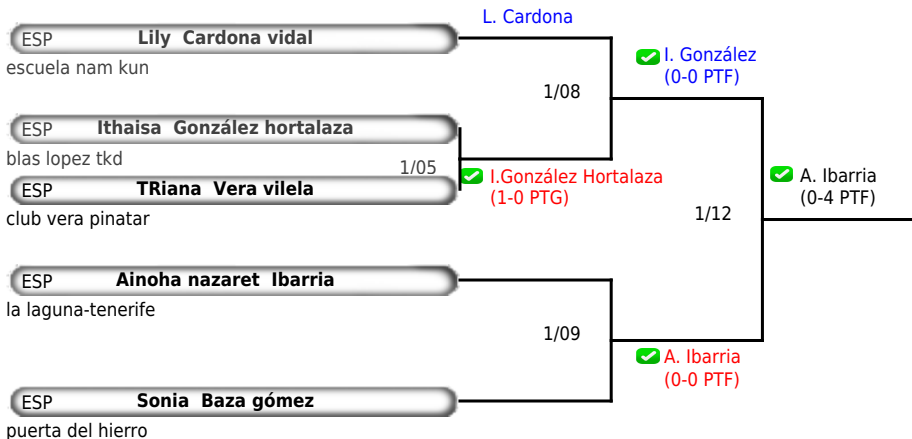 L. Cardona
ESP Lily Cardona vidal
escuela nam kun
I. González
(0-0 PTF)
1/08
ESP Ithaisa González hortalaza
blas lopez tkd
1/05
ESP TRiana Vera vilela
club vera pinatar
I.González Hortalaza
(1-0 PTG)
A. Ibarria
(0-4 PTF)
1/12
ESP Ainoha nazaret Ibarria
la laguna-tenerife
1/09
A. Ibarria
(0-0 PTF)
ESP Sonia Baza gómez
puerta del hierro